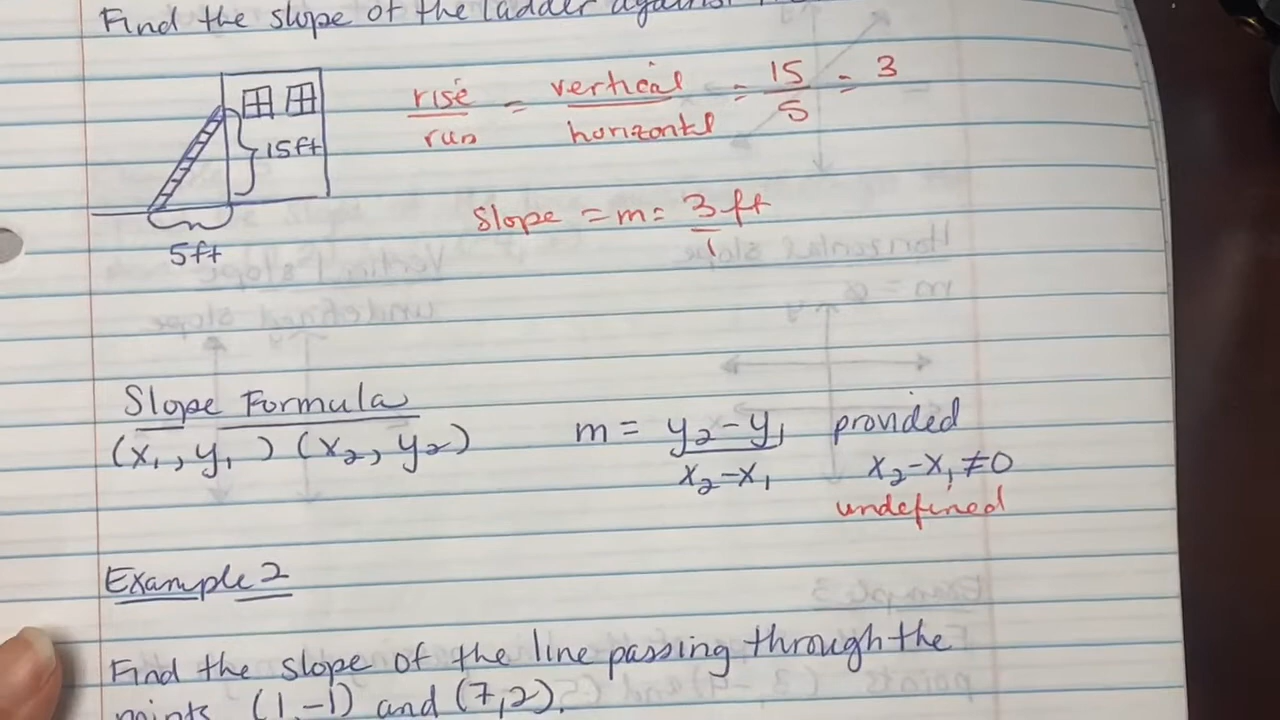 Find the slope of the ladder against
rise/run = vertical/horizontal = 15/5 = 3
15ft
5ft
Slope = m = 3ft/1
Slope Formula
(x₁, y₁) (x₂, y₂)
m = y₂-y₁/x₂-x₁ provided
x₂-x₁≠0
undefined
Example 2
Find the slope of the line passing through the
points (1,-1) and (7,2).